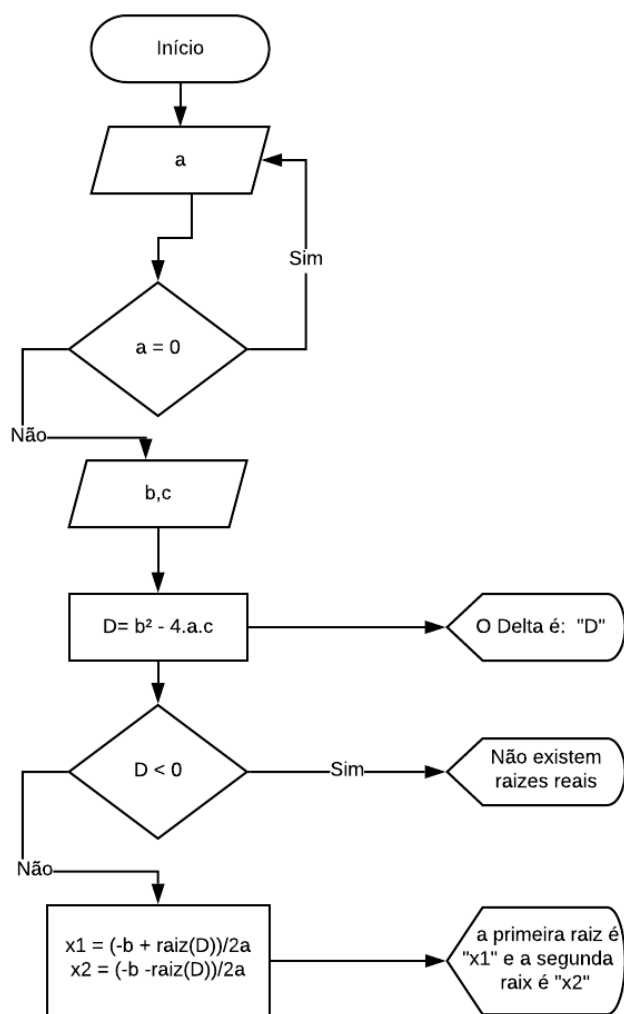 Início
a
Sim
a = 0
Não
b,c
D= b² - 4.a.c
O Delta é:  "D"
D < 0
Sim
Não existem
raizes reais
Não
x1 = (-b + raiz(D))/2a
x2 = (-b -raiz(D))/2a
a primeira raiz é
"x1" e a segunda
raix é "x2"